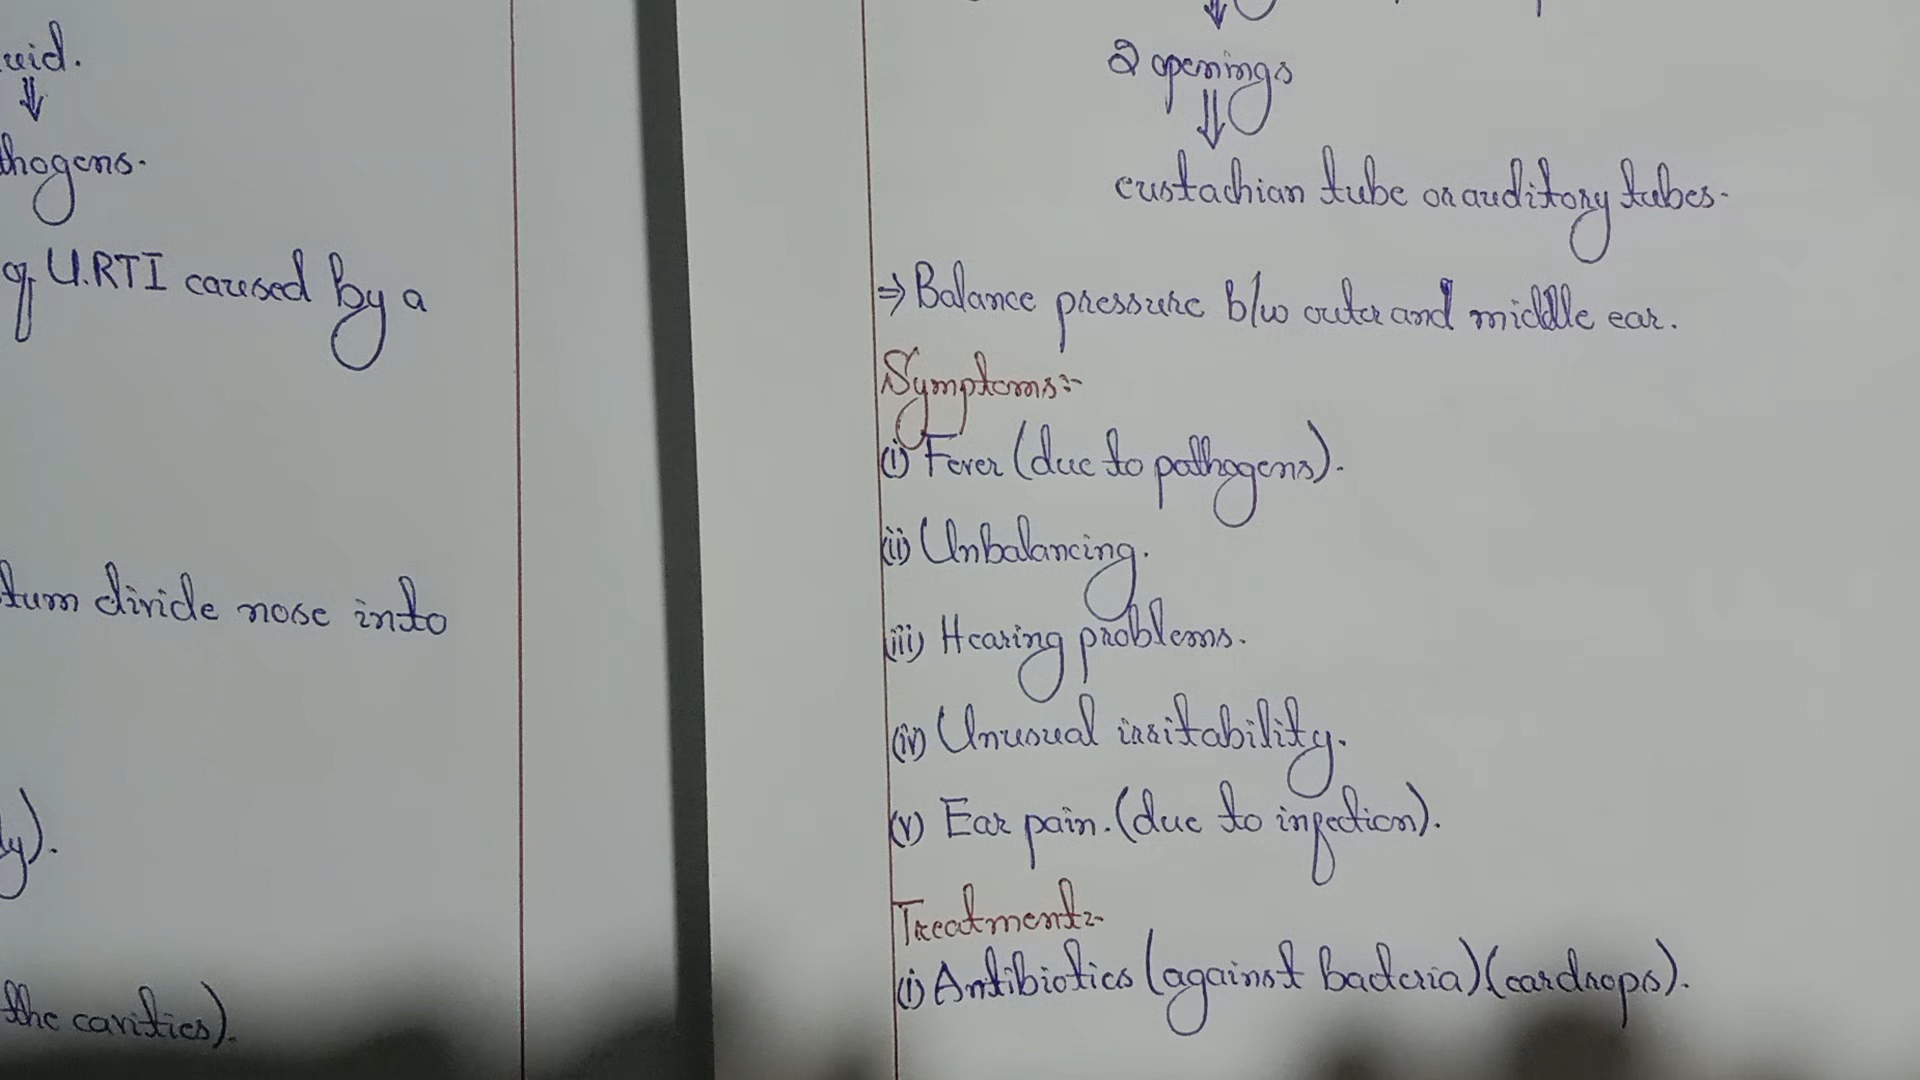 uid.
⇓
thogens.
of U.RTI caused by a
tum divide nose into
ly).
the cavities).
⇓
2 openings
⇓
eustachian tube or auditory tubes.
⇒ Balance pressure b/w outer and middle ear.
Symptoms:-
(i) Fever (due to pathogens).
(ii) Unbalancing.
(iii) Hearing problems.
(iv) Unusual irritability.
(v) Ear pain. (due to infection).
Treatment:-
(i) Antibiotics (against bacteria) (eardrops).